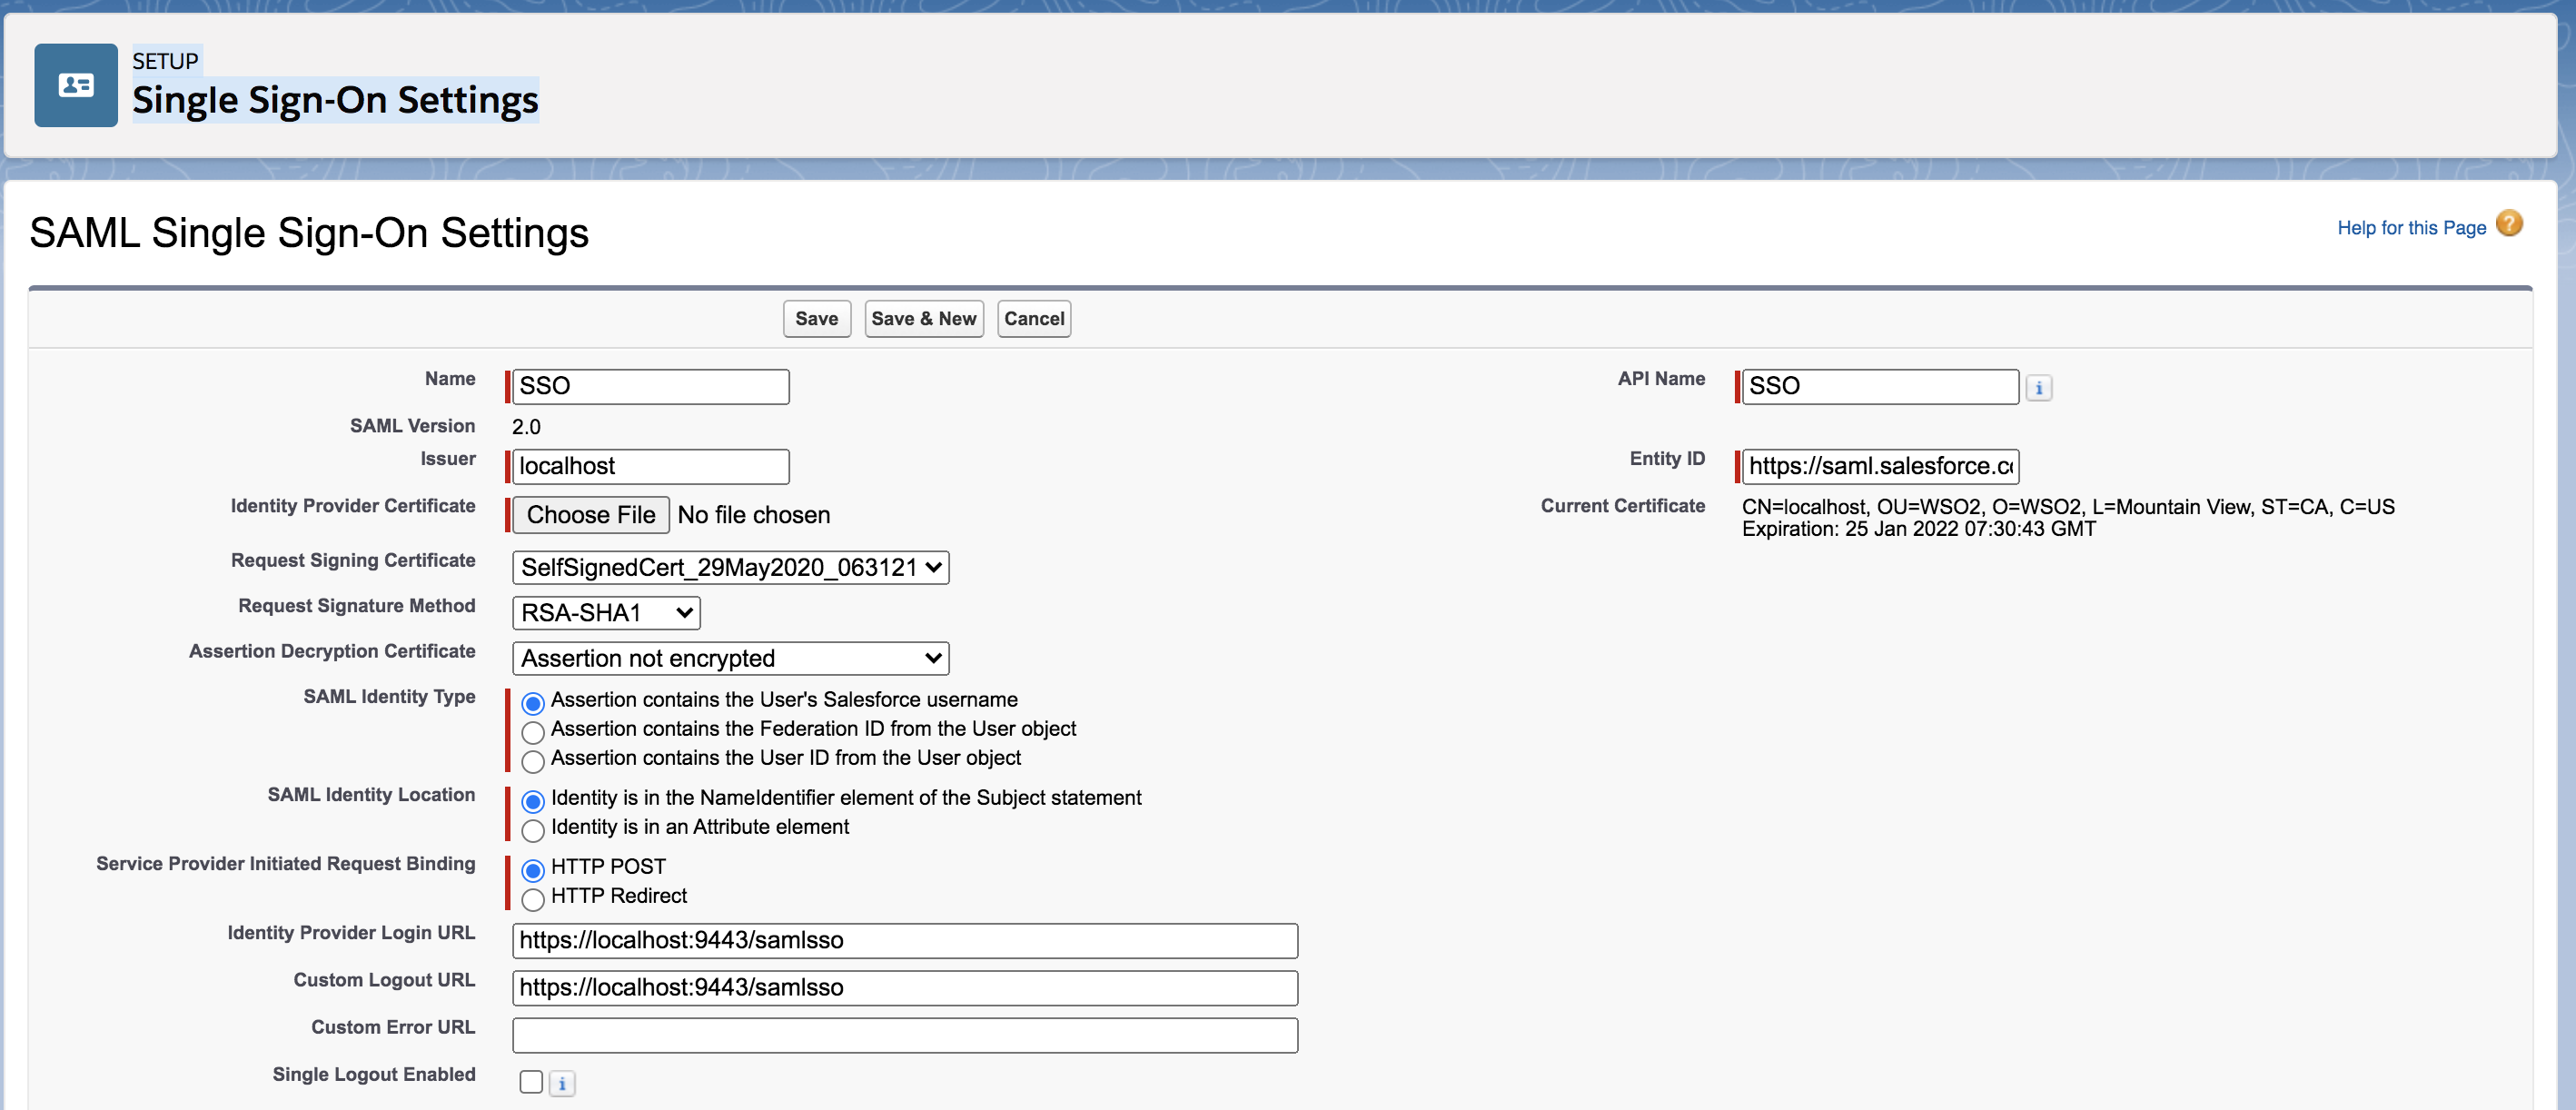 SETUP
Single Sign-On Settings
SAML Single Sign-On Settings
Help for this Page
Save Save & New Cancel
Name SSO API Name SSO
SAML Version 2.0
Issuer localhost Entity ID https://saml.salesforce.co
Identity Provider Certificate Choose File No file chosen Current Certificate CN=localhost, OU=WSO2, O=WSO2, L=Mountain View, ST=CA, C=US
Expiration: 25 Jan 2022 07:30:43 GMT
Request Signing Certificate SelfSignedCert_29May2020_063121
Request Signature Method RSA-SHA1
Assertion Decryption Certificate Assertion not encrypted
SAML Identity Type Assertion contains the User's Salesforce username
Assertion contains the Federation ID from the User object
Assertion contains the User ID from the User object
SAML Identity Location Identity is in the NameIdentifier element of the Subject statement
Identity is in an Attribute element
Service Provider Initiated Request Binding HTTP POST
HTTP Redirect
Identity Provider Login URL https://localhost:9443/samlsso
Custom Logout URL https://localhost:9443/samlsso
Custom Error URL
Single Logout Enabled